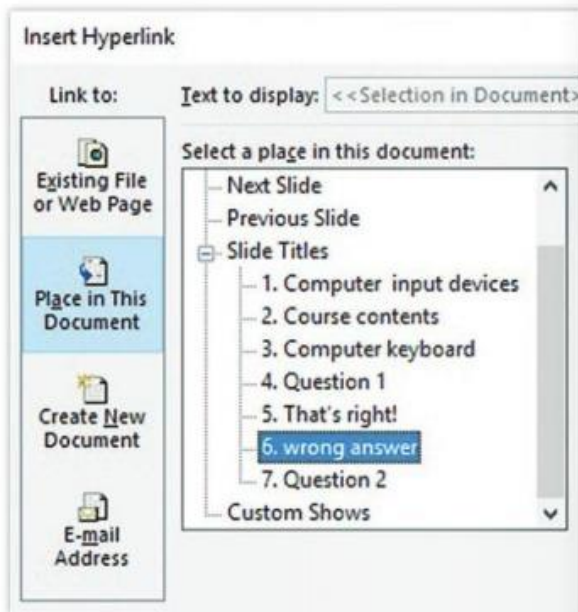 Insert Hyperlink
Link to:
Text to display: <<Selection in Document>
Existing File
or Web Page
Place in This
Document
Create New
Document
E-mail
Address
Select a place in this document:
Next Slide
Previous Slide
Slide Titles
1. Computer input devices
2. Course contents
3. Computer keyboard
4. Question 1
5. That's right!
6. wrong answer
7. Question 2
Custom Shows